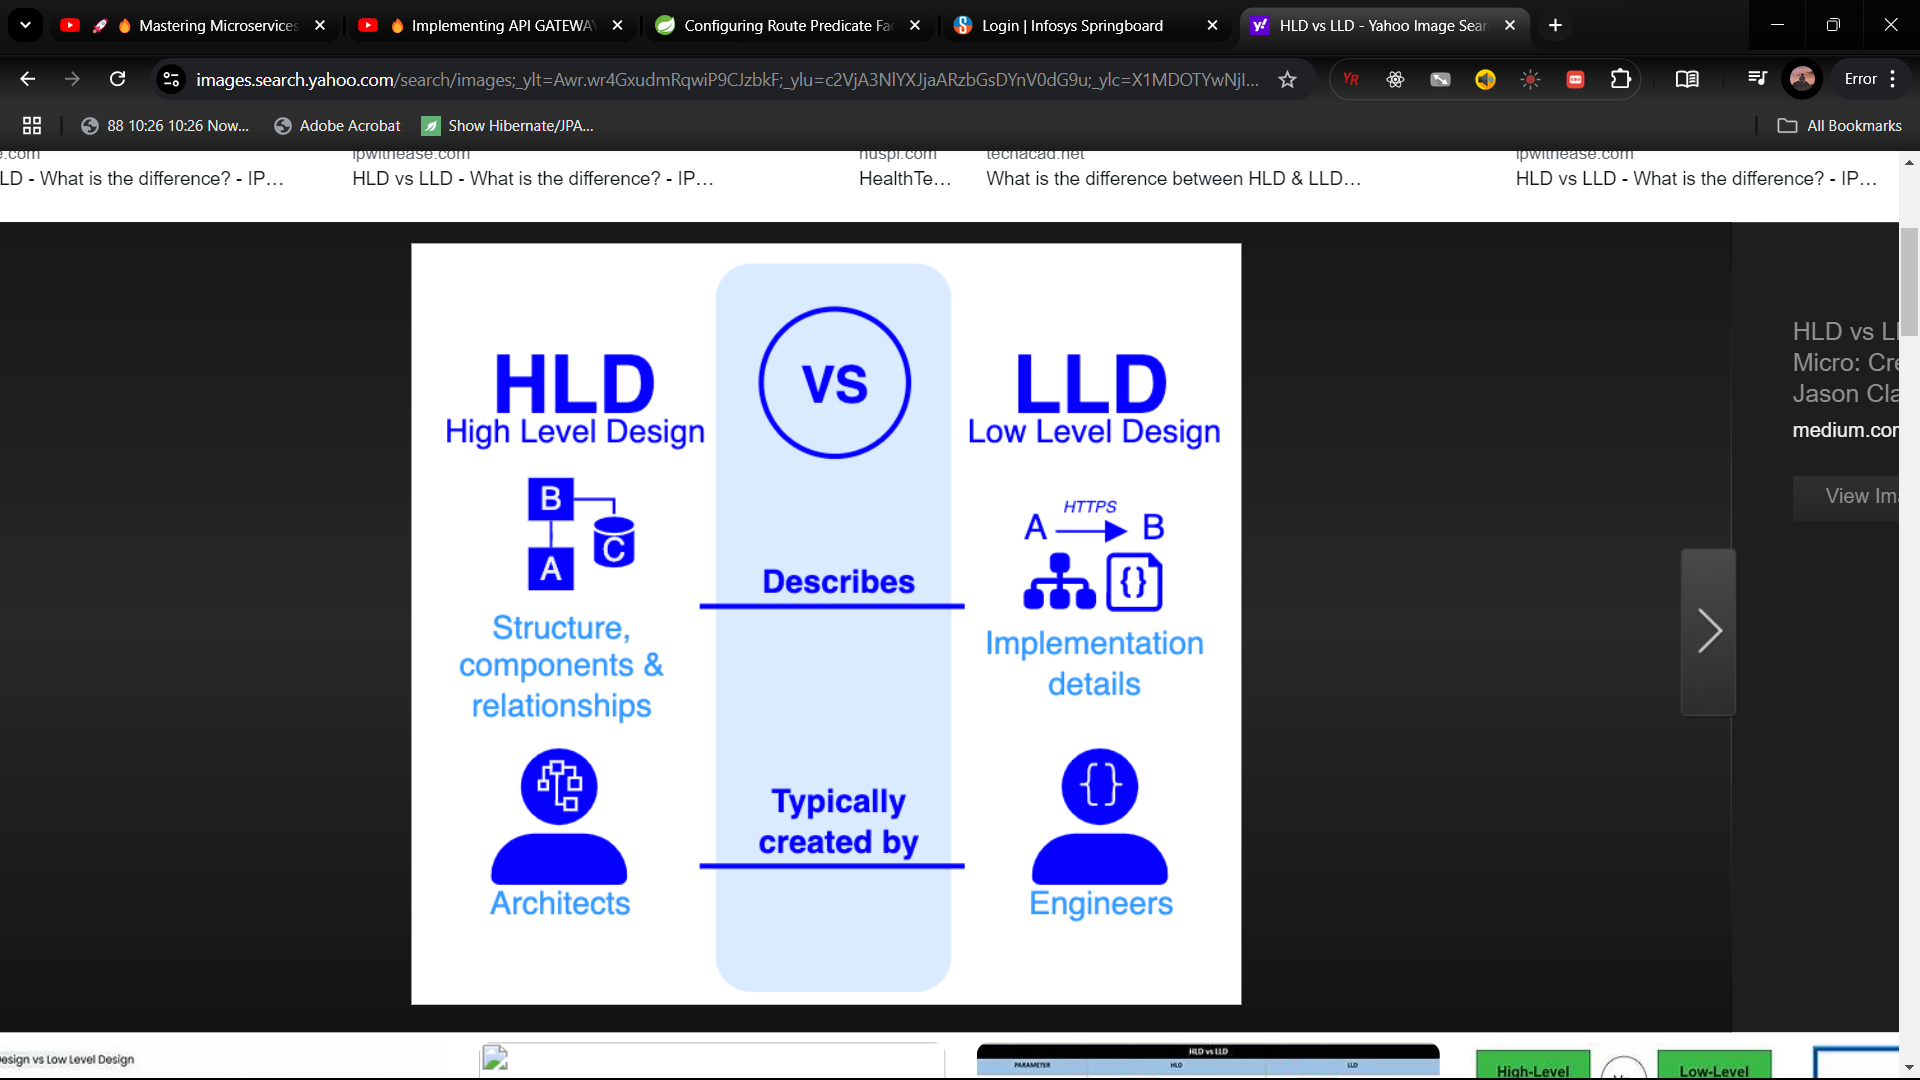 Mastering Microservices
Implementing API GATEWAY
Configuring Route Predicate Fa
Login | Infosys Springboard
HLD vs LLD - Yahoo Image Sear
images.search.yahoo.com/search/images;_ylt=Awr.wr4GxudmRqwiP9CJzbkF;_ylu=c2VjA3NlYXJjaARzbGsDYnV0dG9u;_ylc=X1MDOTYwNjI...
YR
Error
88 10:26 10:26 Now...
Adobe Acrobat
Show Hibernate/JPA...
All Bookmarks
e.com
ipwithease.com
nuspi.com
techacad.net
ipwithease.com
LD - What is the difference? - IP...
HLD vs LLD - What is the difference? - IP...
HealthTe...
What is the difference between HLD & LLD...
HLD vs LLD - What is the difference? - IP...
HLD
High Level Design
VS
LLD
Low Level Design
B
C
A
HTTPS
A B
{}
Describes
Structure,
components &
relationships
Implementation
details
Typically
created by
{}
Architects
Engineers
HLD vs LL
Micro: Cre
Jason Cla
medium.com
View Ima
esign vs Low Level Design
HLD vs LLD
PARAMETER HLD LLD
High-Level
Vs
Low-Level